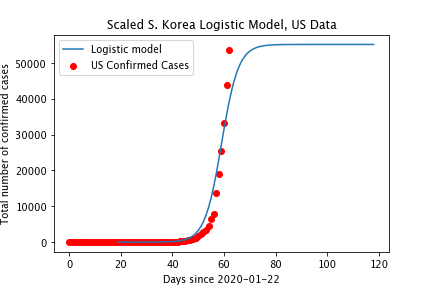 Scaled S. Korea Logistic Model, US Data
Logistic model
US Confirmed Cases
Total number of confirmed cases
50000
40000
30000
20000
10000
0
0 20 40 60 80 100 120
Days since 2020-01-22